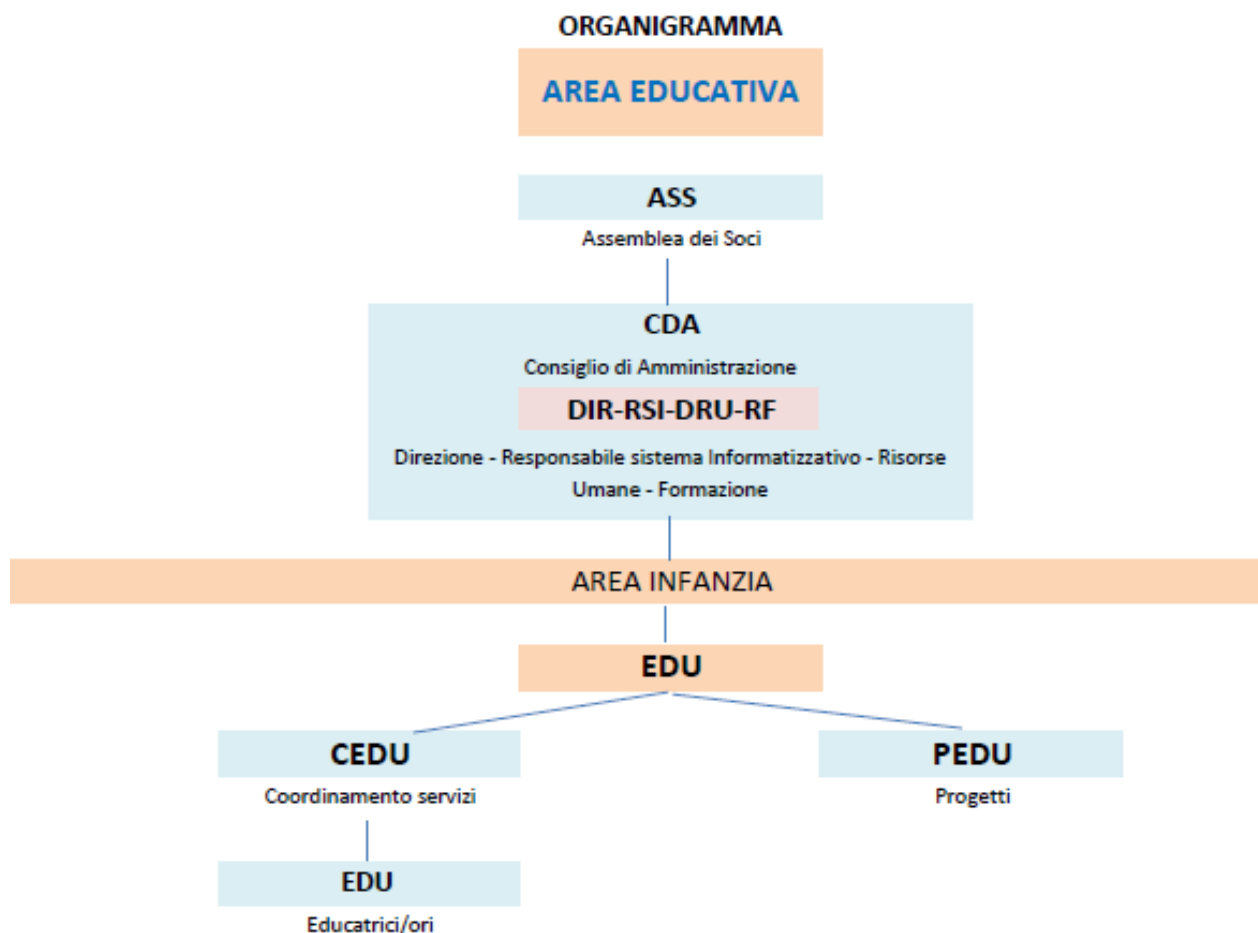 ORGANIGRAMMA
AREA EDUCATIVA
ASS
Assemblea dei Soci
CDA
Consiglio di Amministrazione
DIR-RSI-DRU-RF
Direzione - Responsabile sistema Informatizzativo - Risorse
Umane - Formazione
AREA INFANZIA
EDU
CEDU
PEDU
Coordinamento servizi
Progetti
EDU
Educatrici/ori